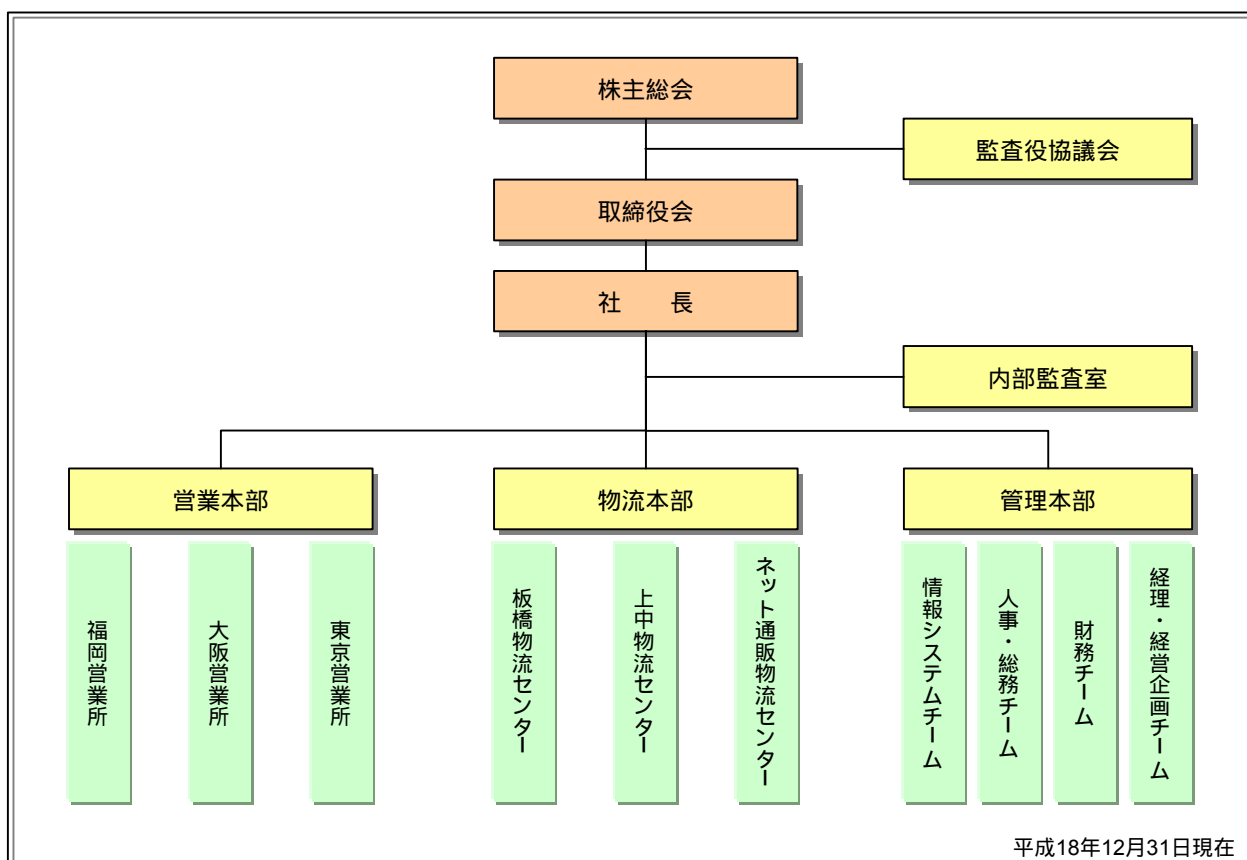 株主総会
監査役協議会
取締役会
社　　長
内部監査室
営業本部
物流本部
管理本部
福岡営業所
大阪営業所
東京営業所
板橋物流センター
上中物流センター
ネット通販物流センター
情報システムチーム
人事・総務チーム
財務チーム
経理・経営企画チーム
平成18年12月31日現在